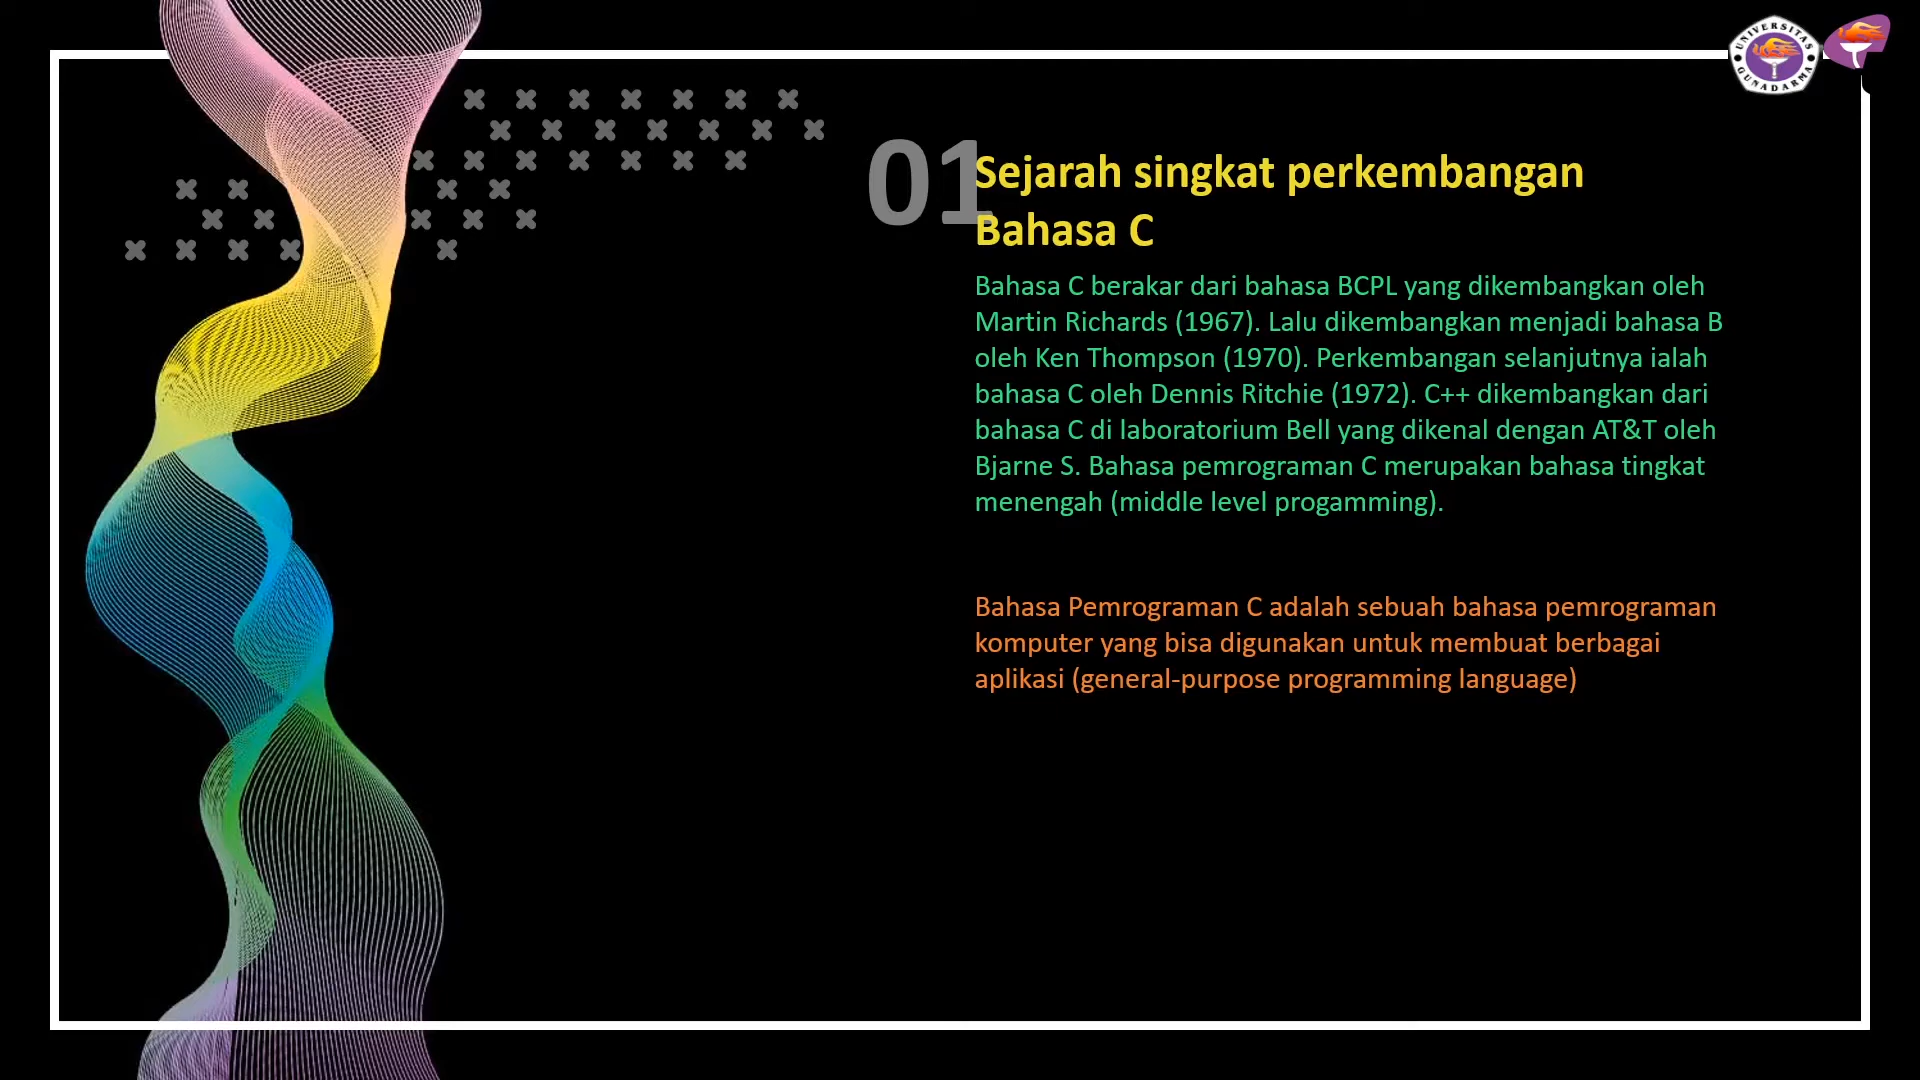 UNIVERSITAS
GUNADARMA
01
Sejarah singkat perkembangan
Bahasa C
Bahasa C berakar dari bahasa BCPL yang dikembangkan oleh
Martin Richards (1967). Lalu dikembangkan menjadi bahasa B
oleh Ken Thompson (1970). Perkembangan selanjutnya ialah
bahasa C oleh Dennis Ritchie (1972). C++ dikembangkan dari
bahasa C di laboratorium Bell yang dikenal dengan AT&T oleh
Bjarne S. Bahasa pemrograman C merupakan bahasa tingkat
menengah (middle level progamming).
Bahasa Pemrograman C adalah sebuah bahasa pemrograman
komputer yang bisa digunakan untuk membuat berbagai
aplikasi (general-purpose programming language)